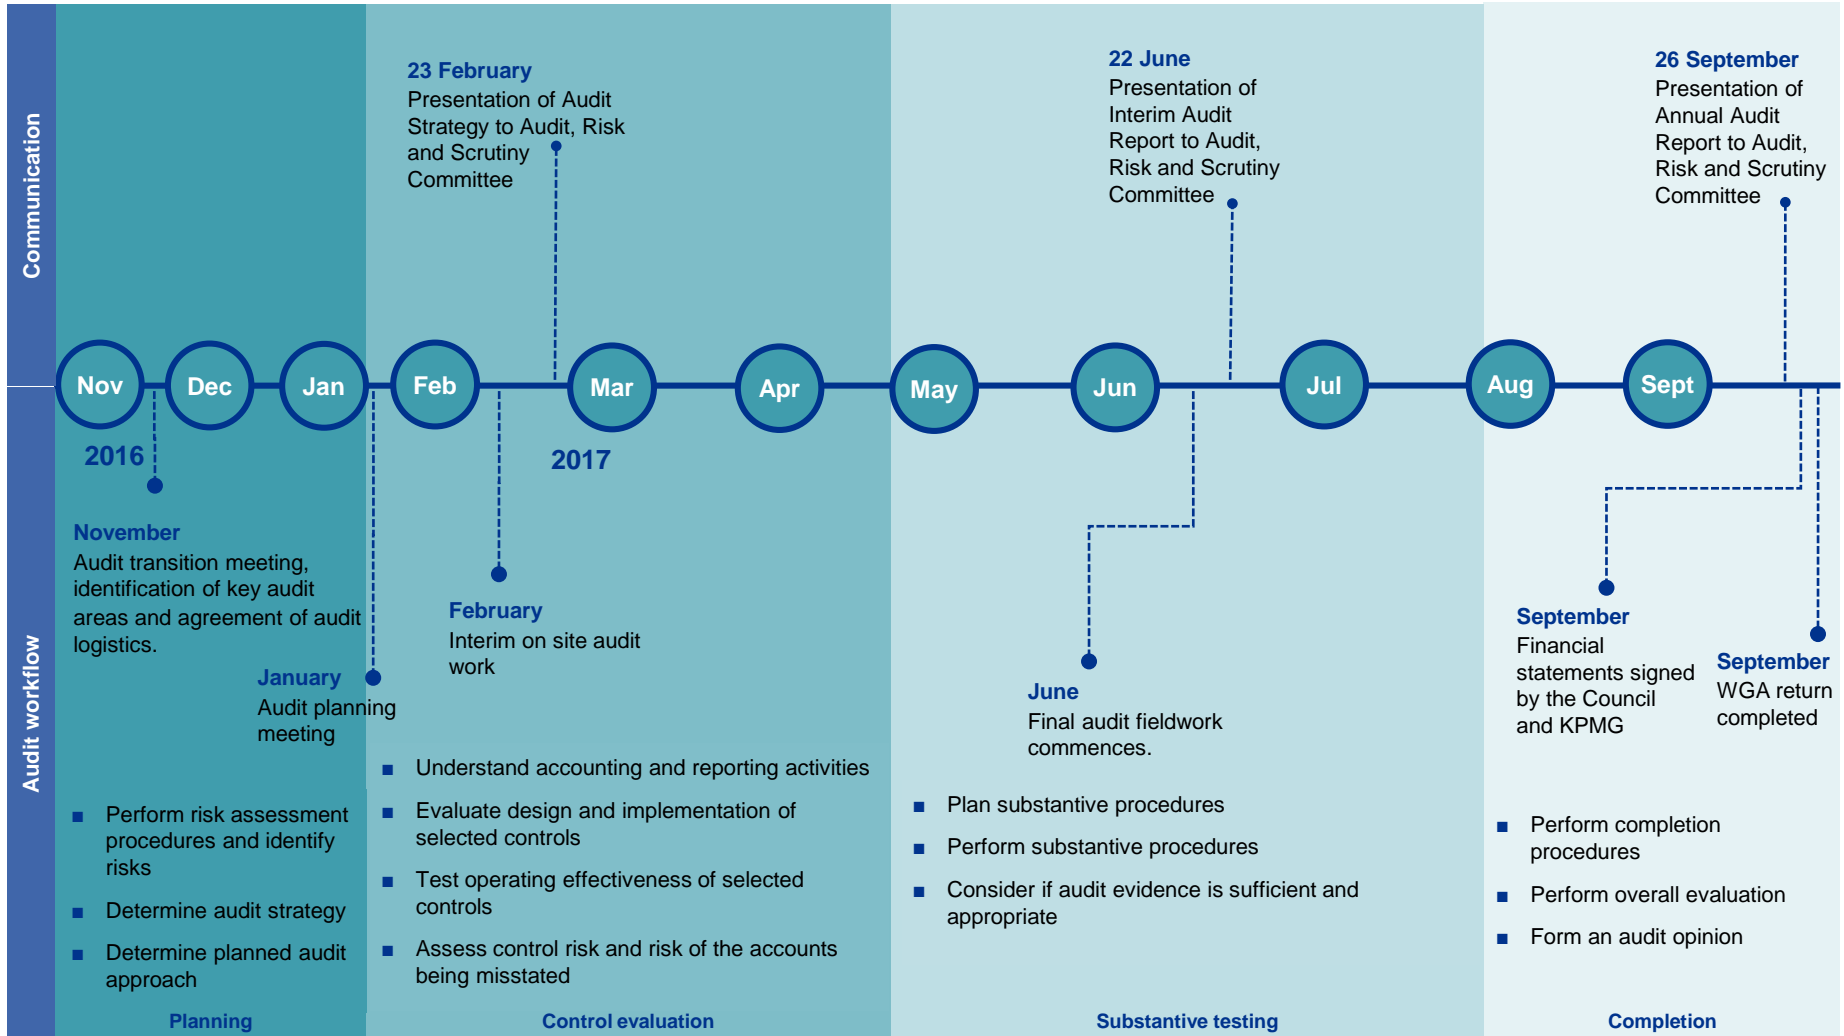 Communication
23 February
Presentation of Audit
Strategy to Audit, Risk
and Scrutiny
Committee
22 June
Presentation of
Interim Audit
Report to Audit,
Risk and Scrutiny
Committee
26 September
Presentation of
Annual Audit
Report to Audit,
Risk and Scrutiny
Committee
Nov
Dec
Jan
Feb
Mar
Apr
May
Jun
Jul
Aug
Sept
2016
2017
Audit workflow
November
Audit transition meeting,
identification of key audit
areas and agreement of audit
logistics.
January
Audit planning
meeting
February
Interim on site audit
work
June
Final audit fieldwork
commences.
September
Financial
statements signed
by the Council
and KPMG
September
WGA return
completed
■ Perform risk assessment
procedures and identify
risks
■ Determine audit strategy
■ Determine planned audit
approach
■ Understand accounting and reporting activities
■ Evaluate design and implementation of
selected controls
■ Test operating effectiveness of selected
controls
■ Assess control risk and risk of the accounts
being misstated
■ Plan substantive procedures
■ Perform substantive procedures
■ Consider if audit evidence is sufficient and
appropriate
■ Perform completion
procedures
■ Perform overall evaluation
■ Form an audit opinion
Planning
Control evaluation
Substantive testing
Completion